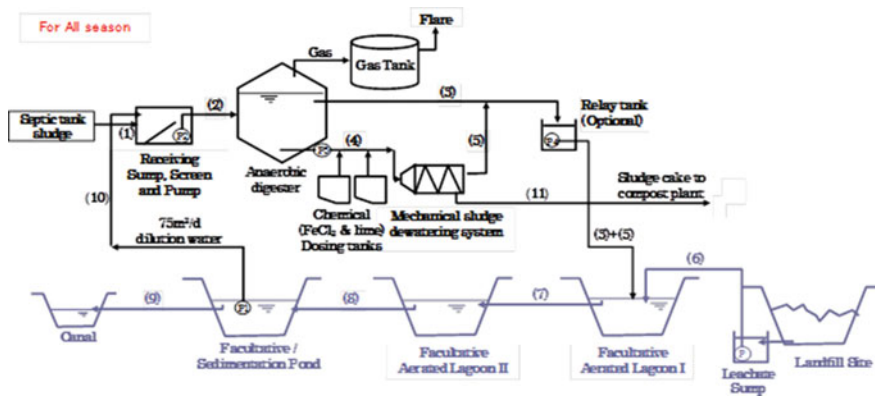 For All season
Flare
Gas
Gas Tank
(2)
(3)
Septic tank
sludge
(1)
P2
Relay tank
(Optional)
P4
Receiving
Sump, Screen
and Pump
Anaerobic
digester
P3
(4)
(5)
Sludge cake to
compost plant
(10)
(11)
Chemical
(FeCl₃ & lime)
Dosing tanks
Mechanical sludge
dewatering system
75m³/d
dilution water
(3)+(5)
(6)
(9)
P1
(8)
(7)
P
Canal
Facultative /
Sedimentation Pond
Facultative
Aerated Lagoon II
Facultative
Aerated Lagoon I
Leachate
Sump
Landfill Site